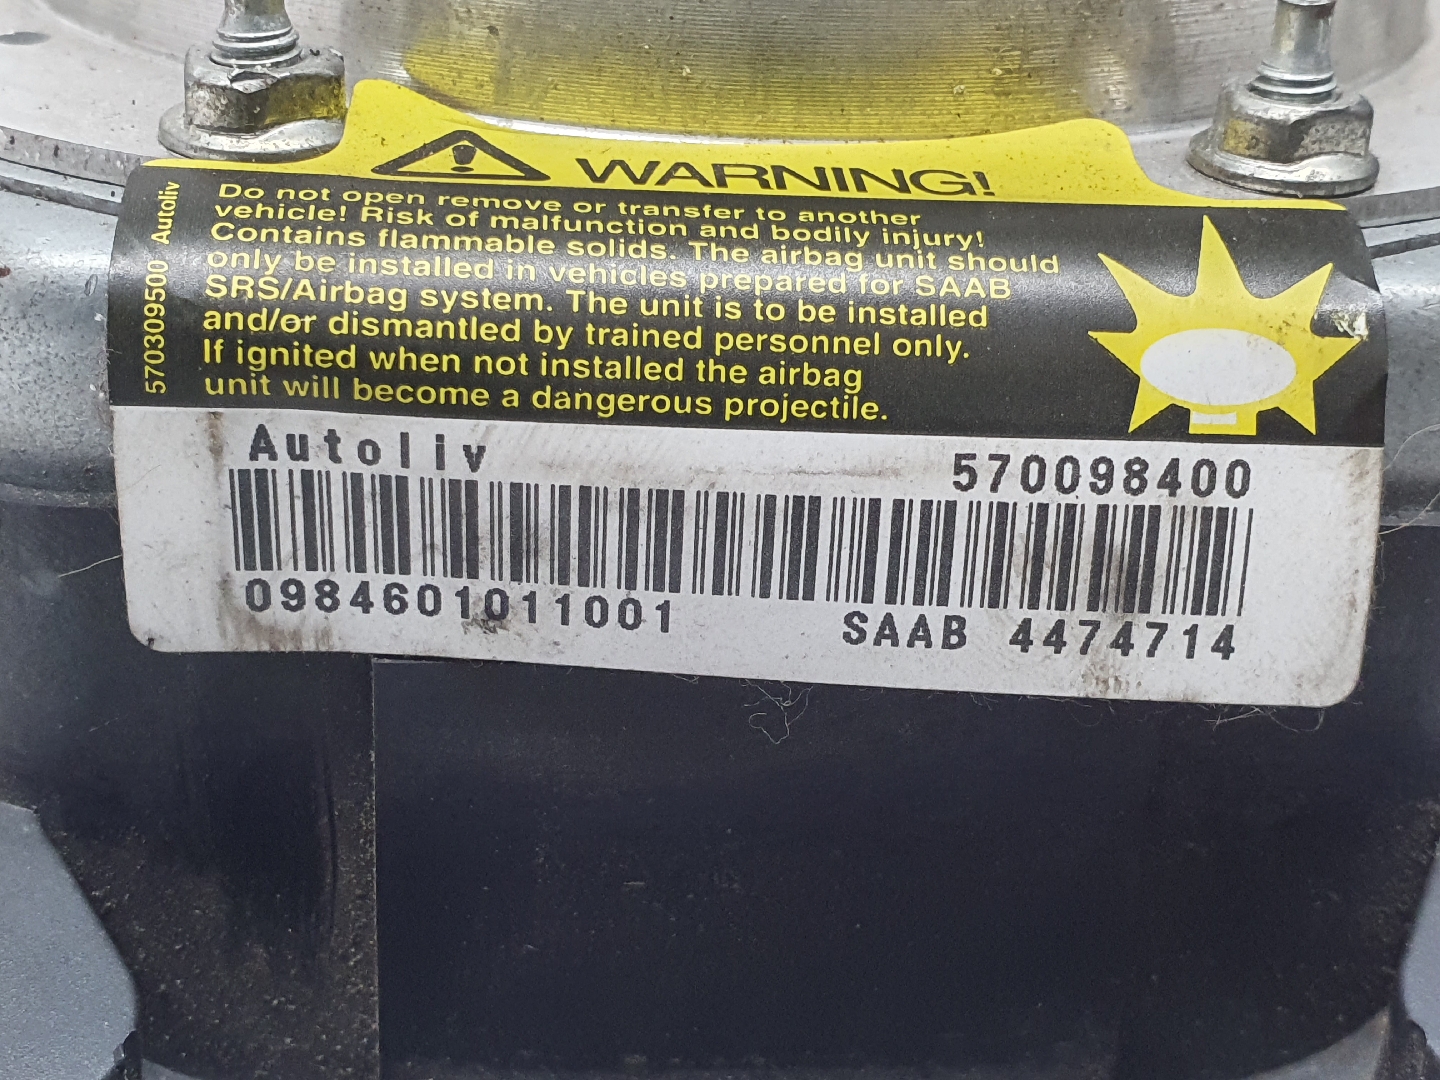 WARNING!
Do not open remove or transfer to another
vehicle! Risk of malfunction and bodily injury!
Contains flammable solids. The airbag unit should
only be installed in vehicles prepared for SAAB
SRS/Airbag system. The unit is to be installed
and/or dismantled by trained personnel only.
If ignited when not installed the airbag
unit will become a dangerous projectile.
570309500 Autoliv
Autoliv 570098400
0984601011001 SAAB 4474714